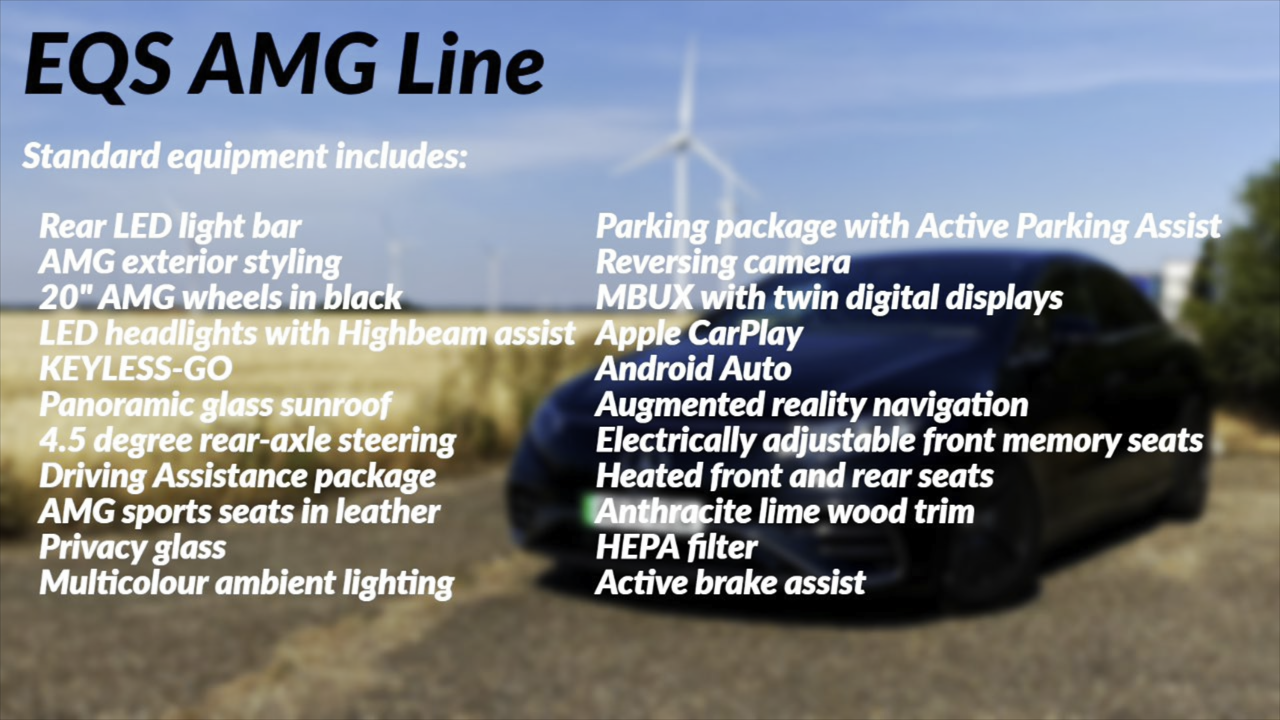 EQS AMG Line
Standard equipment includes:
Rear LED light bar
AMG exterior styling
20" AMG wheels in black
LED headlights with Highbeam assist
KEYLESS-GO
Panoramic glass sunroof
4.5 degree rear-axle steering
Driving Assistance package
AMG sports seats in leather
Privacy glass
Multicolour ambient lighting
Parking package with Active Parking Assist
Reversing camera
MBUX with twin digital displays
Apple CarPlay
Android Auto
Augmented reality navigation
Electrically adjustable front memory seats
Heated front and rear seats
Anthracite lime wood trim
HEPA filter
Active brake assist